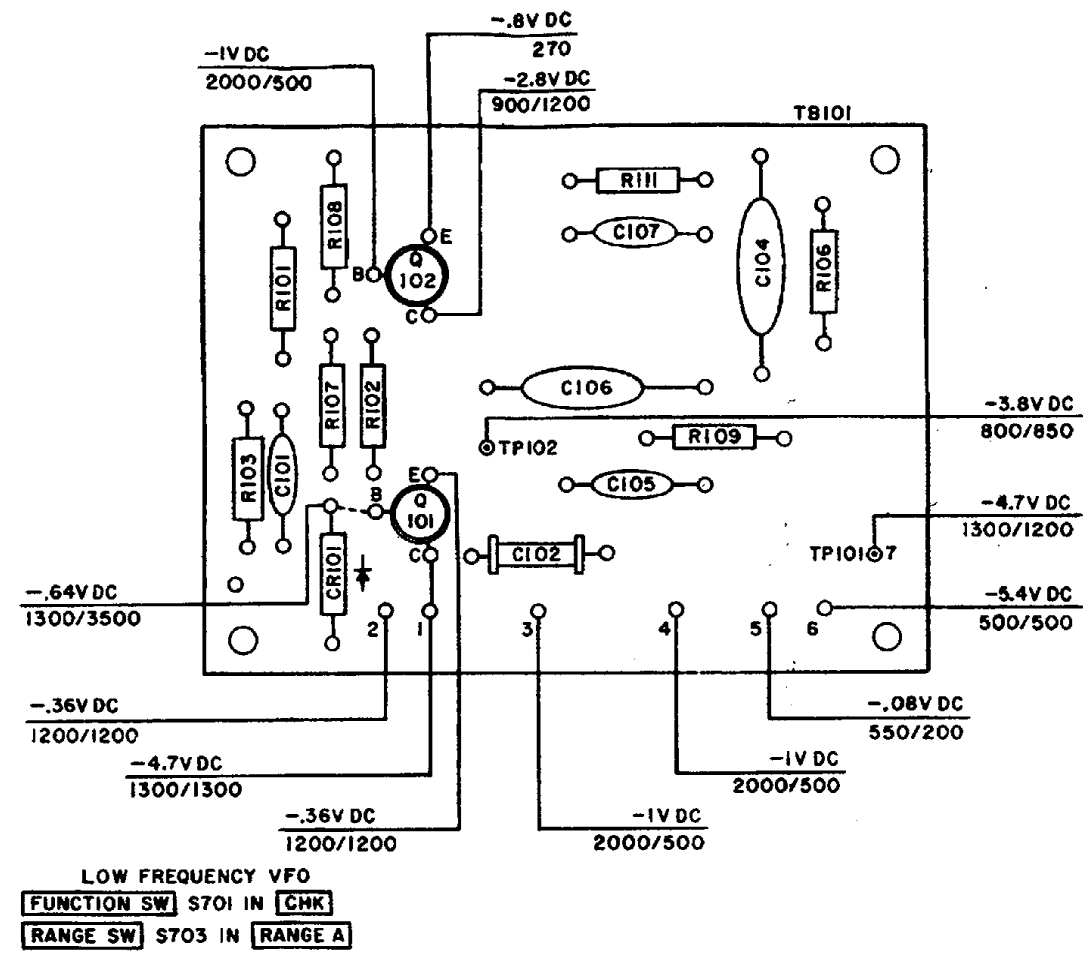 -.8V DC
270
-1V DC
2000/500
-2.8V DC
900/1200
TB101
R111
R108
C107
E
Q
102
B
C
R101
C104
R106
R107
R102
C106
-3.8V DC
800/850
R109
TP102
R103
C101
E
B
Q
101
C
C105
-4.7V DC
1300/1200
C102
TP101 7
CR101
-.64V DC
1300/3500
-5.4V DC
500/500
2
1
3
4
5
6
-.36V DC
1200/1200
-.08V DC
550/200
-4.7V DC
1300/1300
-1V DC
2000/500
-.36V DC
1200/1200
-1V DC
2000/500
LOW FREQUENCY VFO
FUNCTION SW S701 IN CHK
RANGE SW S703 IN RANGE A